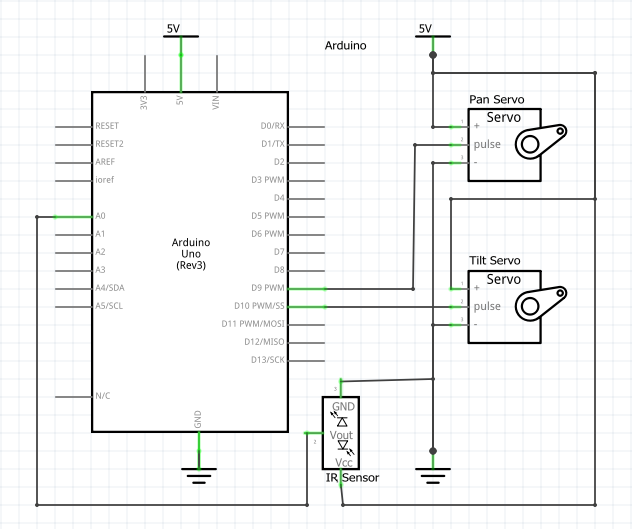 5V
5V
Arduino
3V3
5V
VIN
Pan Servo
Servo
+
pulse
-
RESET
RESET2
AREF
ioref
A0
A1
A2
A3
A4/SDA
A5/SCL
N/C
D0/RX
D1/TX
D2
D3 PWM
D4
D5 PWM
D6 PWM
D7
D8
D9 PWM
D10 PWM/SS
D11 PWM/MOSI
D12/MISO
D13/SCK
Arduino
Uno
(Rev3)
GND
Tilt Servo
Servo
+
pulse
-
3
GND
Vout
2
Vcc
IR Sensor